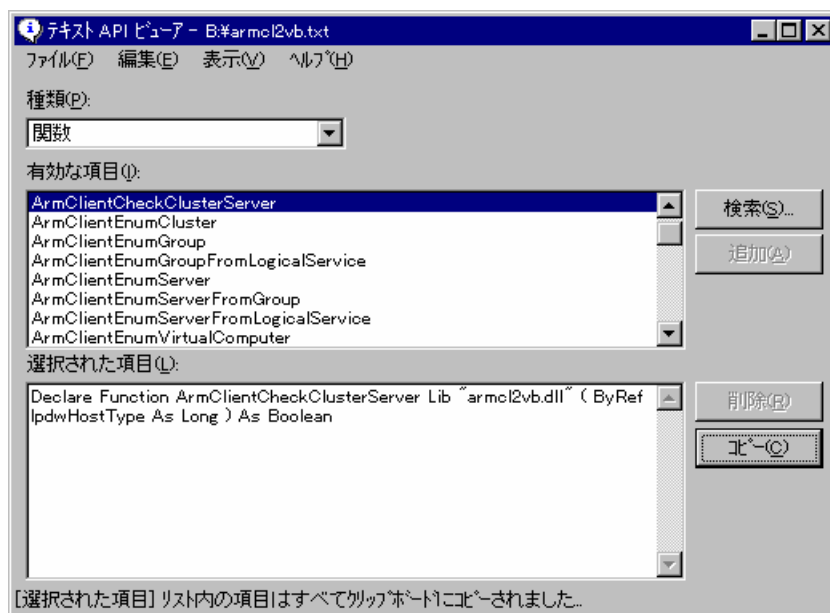 テキスト API ビューア - B:¥armcl2vb.txt
ファイル(F) 編集(E) 表示(V) ヘルプ(H)
種類(P):
関数
有効な項目(I):
ArmClientCheckClusterServer
ArmClientEnumCluster
ArmClientEnumGroup
ArmClientEnumGroupFromLogicalService
ArmClientEnumServer
ArmClientEnumServerFromGroup
ArmClientEnumServerFromLogicalService
ArmClientEnumVirtualComputer
検索(S)...
追加(A)
選択された項目(L):
Declare Function ArmClientCheckClusterServer Lib "armcl2vb.dll" ( ByRef
lpdwHostType As Long ) As Boolean
削除(R)
コピー(C)
[選択された項目] リスト内の項目はすべてクリップボードにコピーされました...